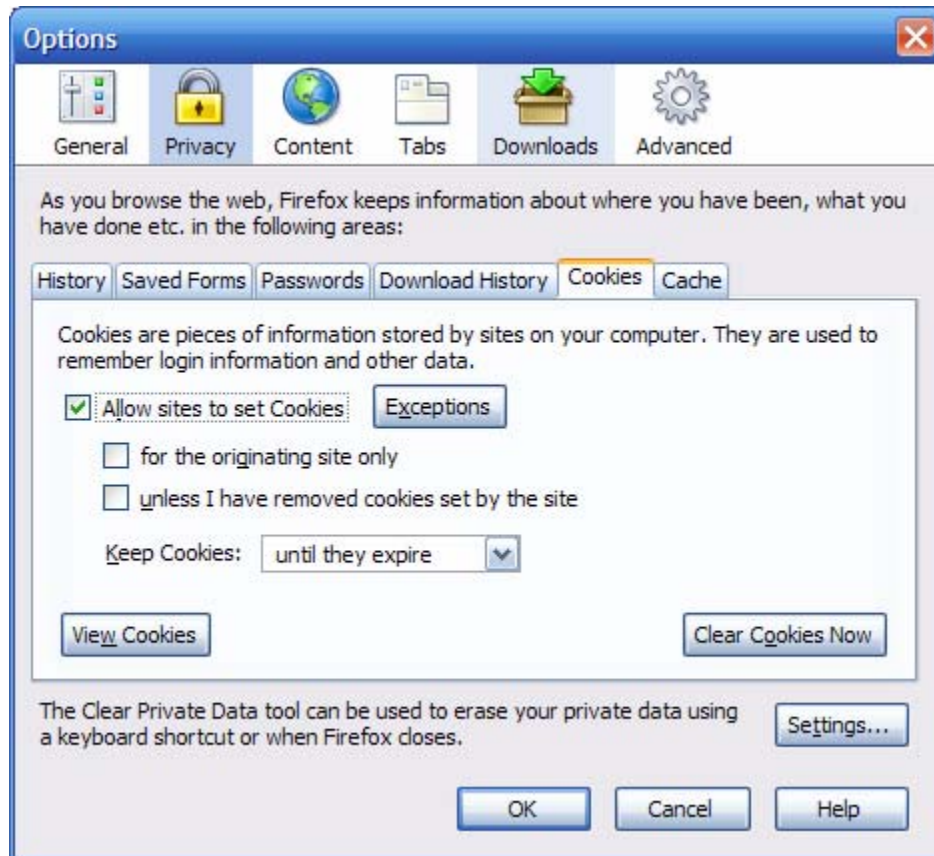 Options
General Privacy Content Tabs Downloads Advanced
As you browse the web, Firefox keeps information about where you have been, what you
have done etc. in the following areas:
History Saved Forms Passwords Download History Cookies Cache
Cookies are pieces of information stored by sites on your computer. They are used to
remember login information and other data.
Allow sites to set Cookies Exceptions
for the originating site only
unless I have removed cookies set by the site
Keep Cookies: until they expire
View Cookies Clear Cookies Now
The Clear Private Data tool can be used to erase your private data using
a keyboard shortcut or when Firefox closes.
Settings...
OK Cancel Help